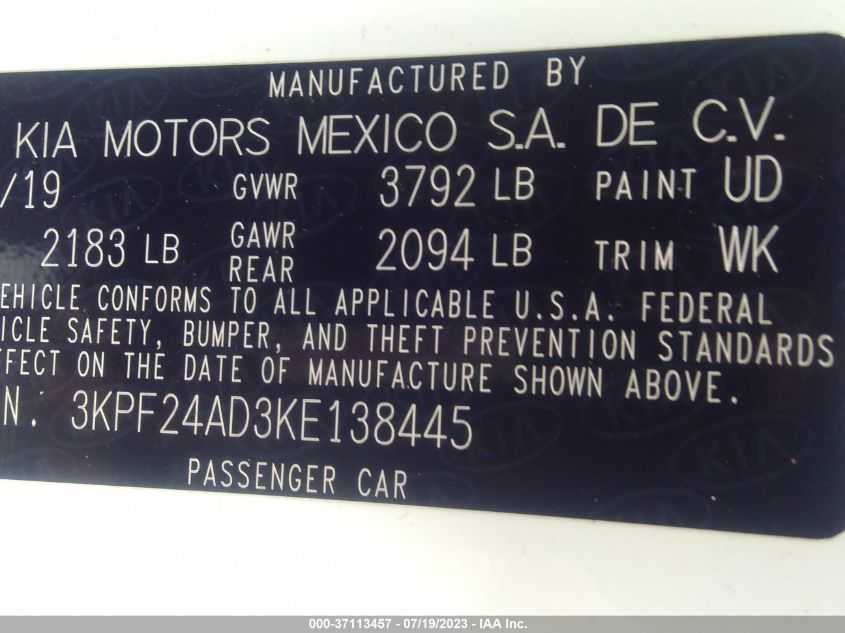 MANUFACTURED BY
KIA MOTORS MEXICO S.A. DE C.V.
/19 GVWR 3792 LB PAINT UD
2183 LB GAWR REAR 2094 LB TRIM WK
EHICLE CONFORMS TO ALL APPLICABLE U.S.A. FEDERAL
ICLE SAFETY, BUMPER, AND THEFT PREVENTION STANDARDS
FFECT ON THE DATE OF MANUFACTURE SHOWN ABOVE.
N. 3KPF24AD3KE138445
PASSENGER CAR
000-37113457 - 07/19/2023 - IAA Inc.